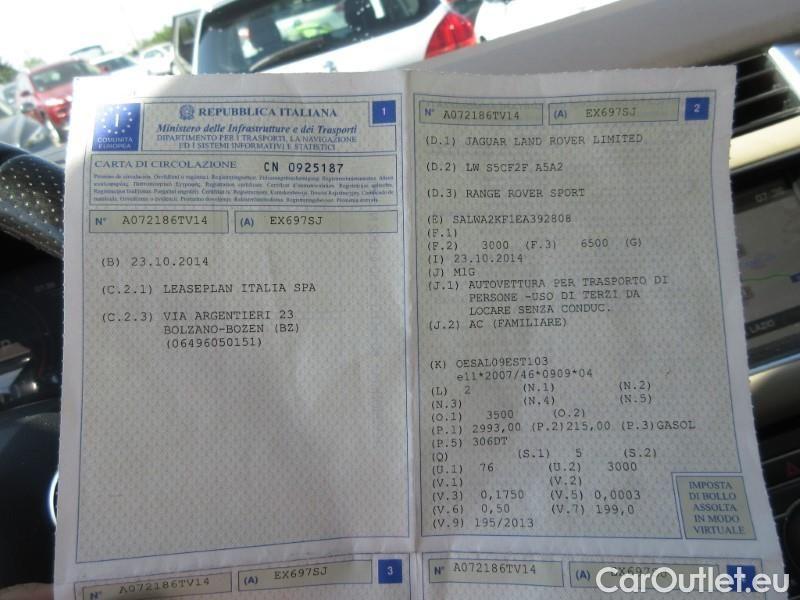 I
COMUNITÀ
EUROPEA
REPUBBLICA ITALIANA
1
Ministero delle Infrastrutture e dei Trasporti
DIPARTIMENTO PER I TRASPORTI, LA NAVIGAZIONE
ED I SISTEMI INFORMATIVI E STATISTICI
CARTA DI CIRCOLAZIONE CN 0925187
N° A072186TV14 (A) EX697SJ
(B) 23.10.2014
(C.2.1) LEASEPLAN ITALIA SPA
(C.2.3) VIA ARGENTIERI 23
BOLZANO-BOZEN (BZ)
(06496050151)
N° A072186TV14 (A) EX697SJ 2
(D.1) JAGUAR LAND ROVER LIMITED
(D.2) LW S5CF2F A5A2
(D.3) RANGE ROVER SPORT
(E) SALWA2KF1EA392808
(F.1)
(F.2) 3000 (F.3) 6500 (G)
(I) 23.10.2014
(J) M1G
(J.1) AUTOVETTURA PER TRASPORTO DI
PERSONE -USO DI TERZI DA
LOCARE SENZA CONDUC.
(J.2) AC (FAMILIARE)
(K) OESAL09EST103
e11*2007/46*0909*04
(L) 2 (N.1) (N.2)
(N.3) (N.4) (N.5)
(O.1) 3500 (O.2)
(P.1) 2993,00 (P.2)215,00 (P.3)GASOL
(P.5) 306DT
(Q) (S.1) 5 (S.2)
(U.1) 76 (U.2) 3000
(V.1) (V.2)
(V.3) 0,1750 (V.5) 0,0003
(V.6) 0,50 (V.7) 199,0
(V.9) 195/2013
IMPOSTA
DI BOLLO
ASSOLTA
IN MODO
VIRTUALE
N° A072186TV14 (A) EX697SJ 3
N° A072186TV14 (A) EX697SJ
LAZIO
CarOutlet.eu